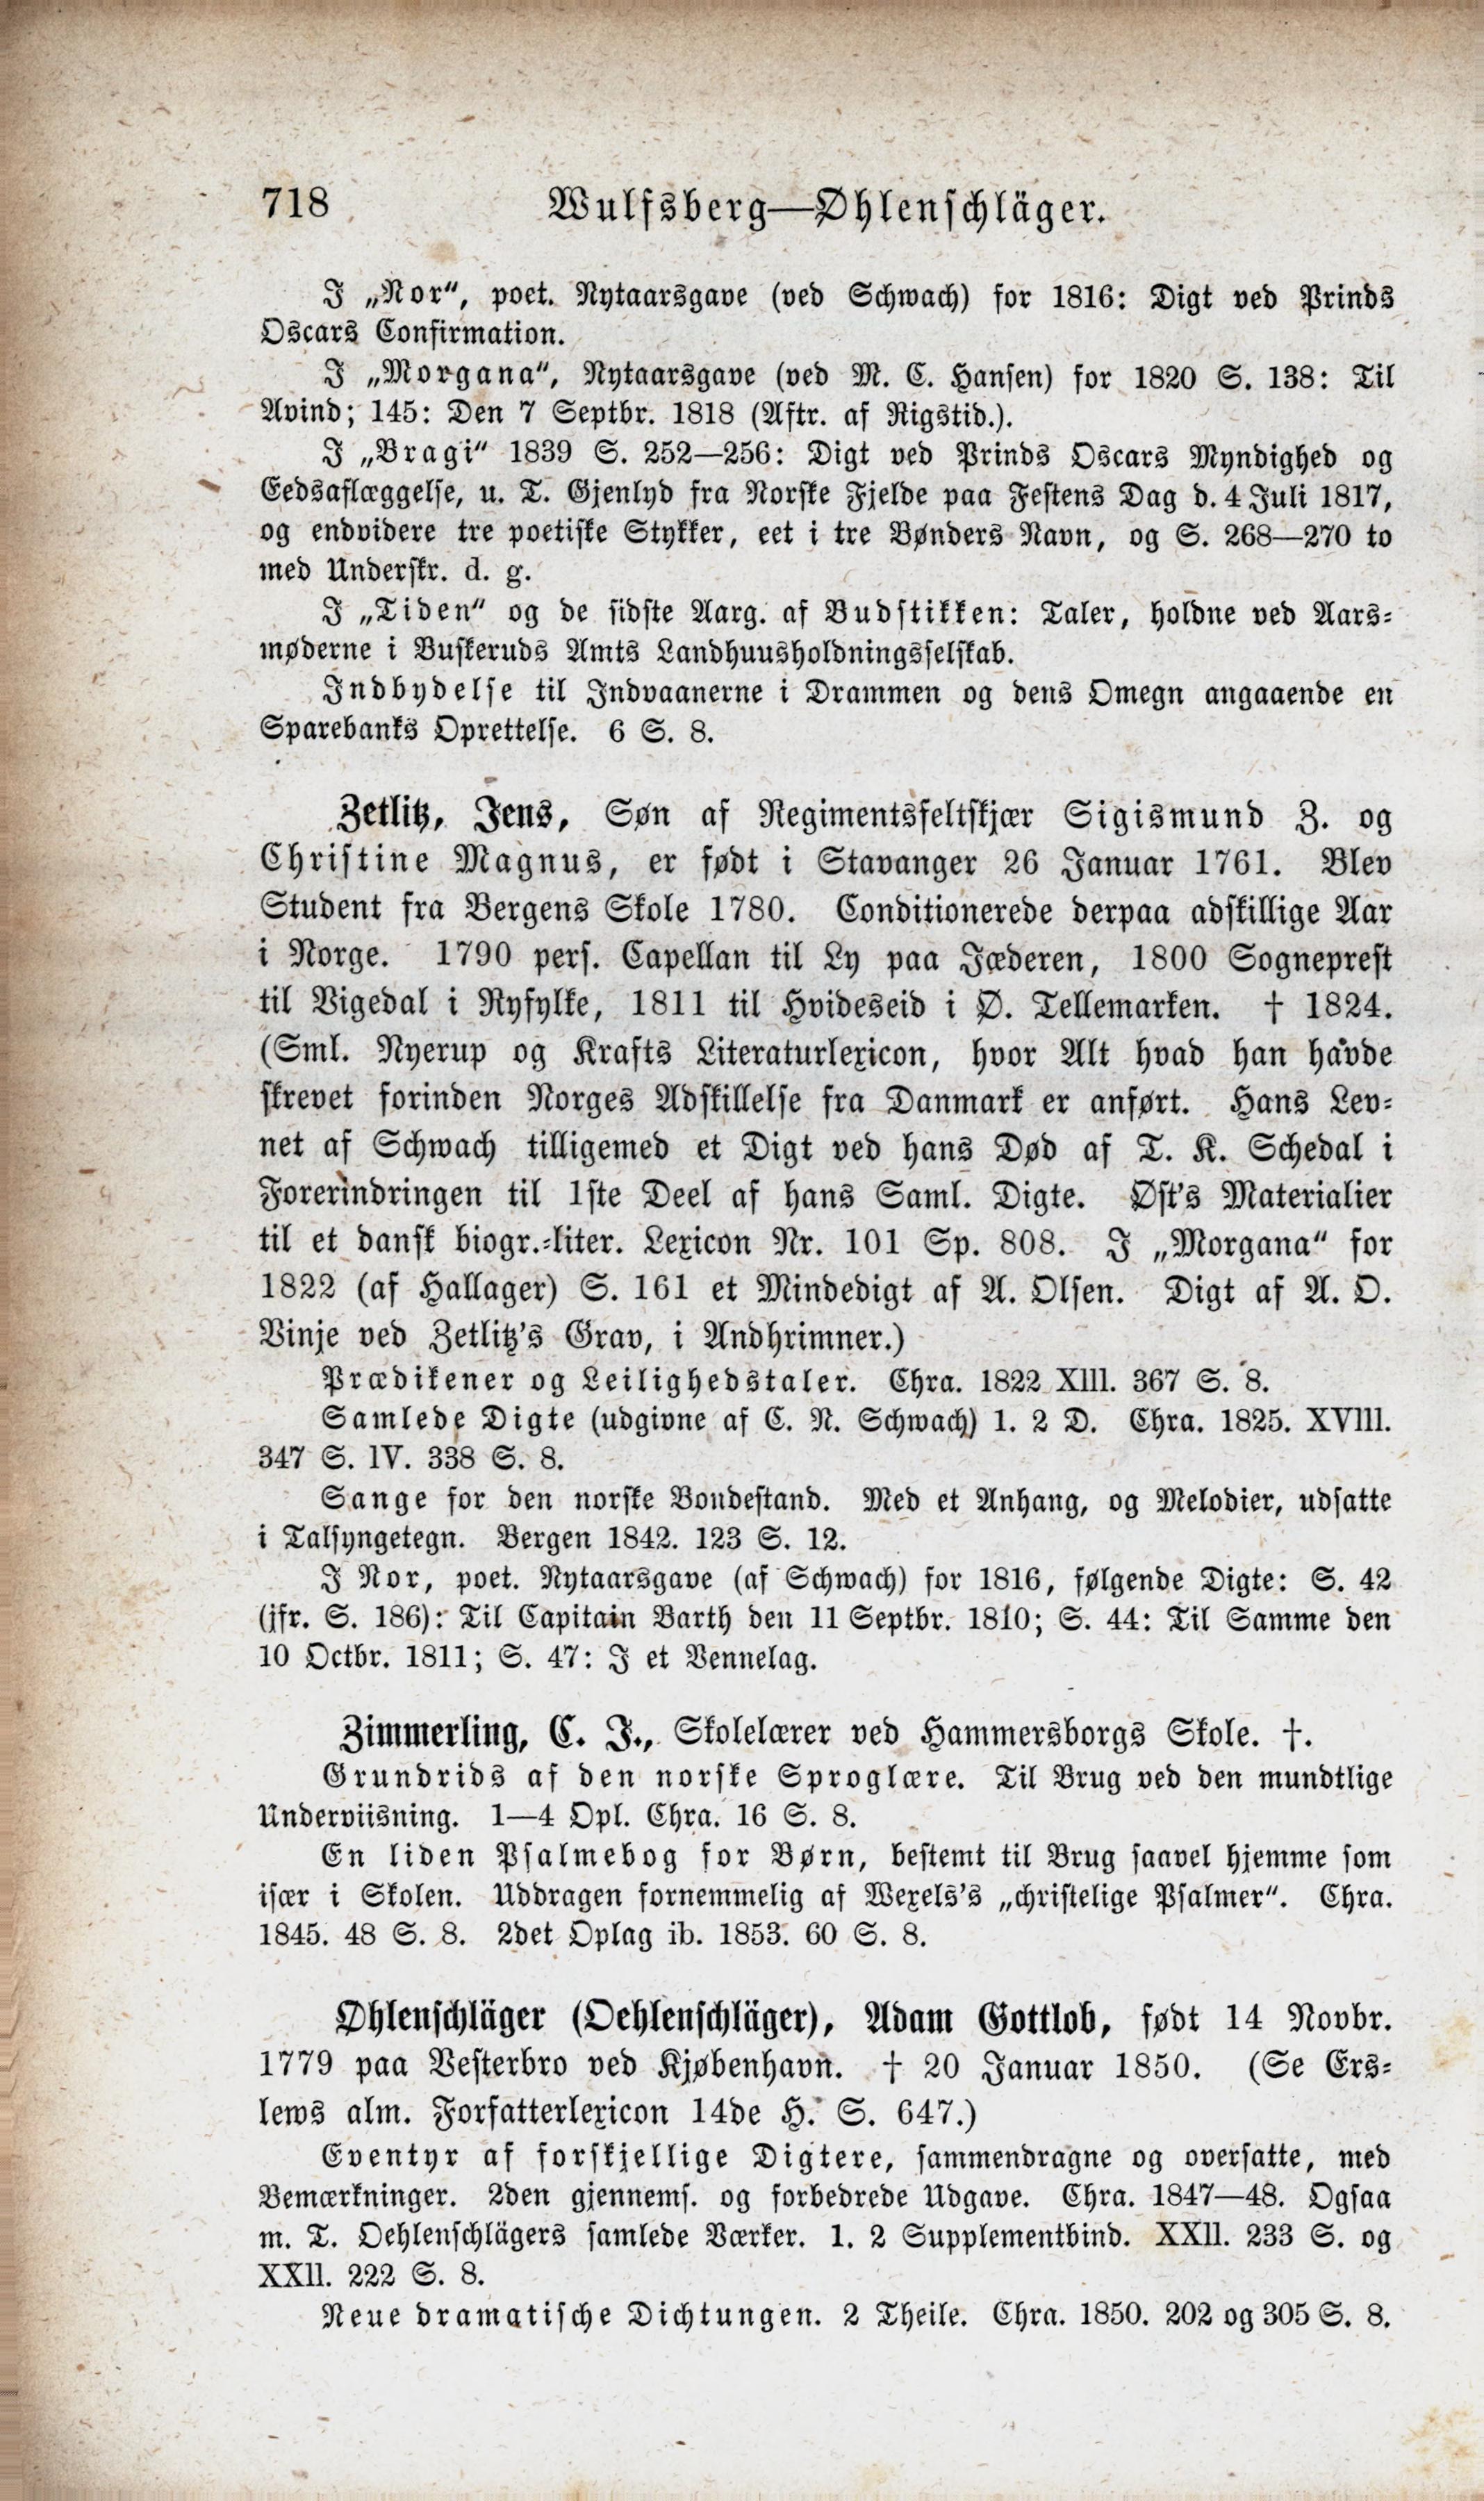 718 Wulfsberg—Øhlenschläger.
I „Nor“, poet. Nytaarsgave (ved Schwach) for 1816: Digt ved Prinds
Oscars Confirmation.
I „Morgana“, Nytaarsgave (ved M. C. Hansen) for 1820 S. 138: Til
Avind; 145: Den 7 Septbr. 1818 (Aftr. af Rigstid.).
I „Bragi“ 1839 S. 252—256: Digt ved Prinds Oscars Myndighed og
Eedsaflæggelse, u. T. Gjenlyd fra Norske Fjelde paa Festens Dag d. 4 Juli 1817,
og endvidere tre poetiske Stykker, eet i tre Bønders Navn, og S. 268—270 to
med Underskr. d. g.
I „Tiden“ og de sidste Aarg. af Budstikken: Taler, holdne ved Aars-
møderne i Buskeruds Amts Landhuusholdningsselskab.
Indbydelse til Indvaanerne i Drammen og dens Omegn angaaende en
Sparebanks Oprettelse. 6 S. 8.
Zetlitz, Jens, Søn af Regimentsfeltskjær Sigismund Z. og
Christine Magnus, er født i Stavanger 26 Januar 1761. Blev
Student fra Bergens Skole 1780. Conditionerede derpaa adskillige Aar
i Norge. 1790 pers. Capellan til Ly paa Jæderen, 1800 Sogneprest
til Vigedal i Ryfylke, 1811 til Hvideseid i Ø. Tellemarken. † 1824.
(Sml. Nyerup og Krafts Literaturlexicon, hvor Alt hvad han havde
skrevet forinden Norges Adskillelse fra Danmark er anført. Hans Lev-
net af Schwach tilligemed et Digt ved hans Død af T. K. Schedal i
Forerindringen til 1ste Deel af hans Saml. Digte. Øst's Materialier
til et dansk biogr.-liter. Lexicon Nr. 101 Sp. 808. I „Morgana“ for
1822 (af Hallager) S. 161 et Mindedigt af A. Olsen. Digt af A. O.
Vinje ved Zetlitz's Grav, i Andhrimner.)
Prædikener og Leilighedstaler. Chra. 1822 XIII. 367 S. 8.
Samlede Digte (udgivne af C. N. Schwach) 1. 2 D. Chra. 1825. XVIII.
347 S. IV. 338 S. 8.
Sange for den norske Bondestand. Med et Anhang, og Melodier, udsatte
i Talsyngetegn. Bergen 1842. 123 S. 12.
I Nor, poet. Nytaarsgave (af Schwach) for 1816, følgende Digte: S. 42
(jfr. S. 186): Til Capitain Barth den 11 Septbr. 1810; S. 44: Til Samme den
10 Octbr. 1811; S. 47: I et Vennelag.
Zimmerling, C. J., Skolelærer ved Hammersborgs Skole. †.
Grundrids af den norske Sproglære. Til Brug ved den mundtlige
Underviisning. 1—4 Opl. Chra. 16 S. 8.
En liden Psalmebog for Børn, bestemt til Brug saavel hjemme som
især i Skolen. Uddragen fornemmelig af Wexels's „christelige Psalmer“. Chra.
1845. 48 S. 8. 2det Oplag ib. 1853. 60 S. 8.
Øhlenschläger (Oehlenschläger), Adam Gottlob, født 14 Novbr.
1779 paa Vesterbro ved Kjøbenhavn. † 20 Januar 1850. (Se Ers-
lews alm. Forfatterlexicon 14de H. S. 647.)
Eventyr af forskjellige Digtere, sammendragne og oversatte, med
Bemærkninger. 2den gjennems. og forbedrede Udgave. Chra. 1847—48. Ogsaa
m. T. Oehlenschlägers samlede Værker. 1. 2 Supplementbind. XXII. 233 S. og
XXII. 222 S. 8.
Neue dramatische Dichtungen. 2 Theile. Chra. 1850. 202 og 305 S. 8.